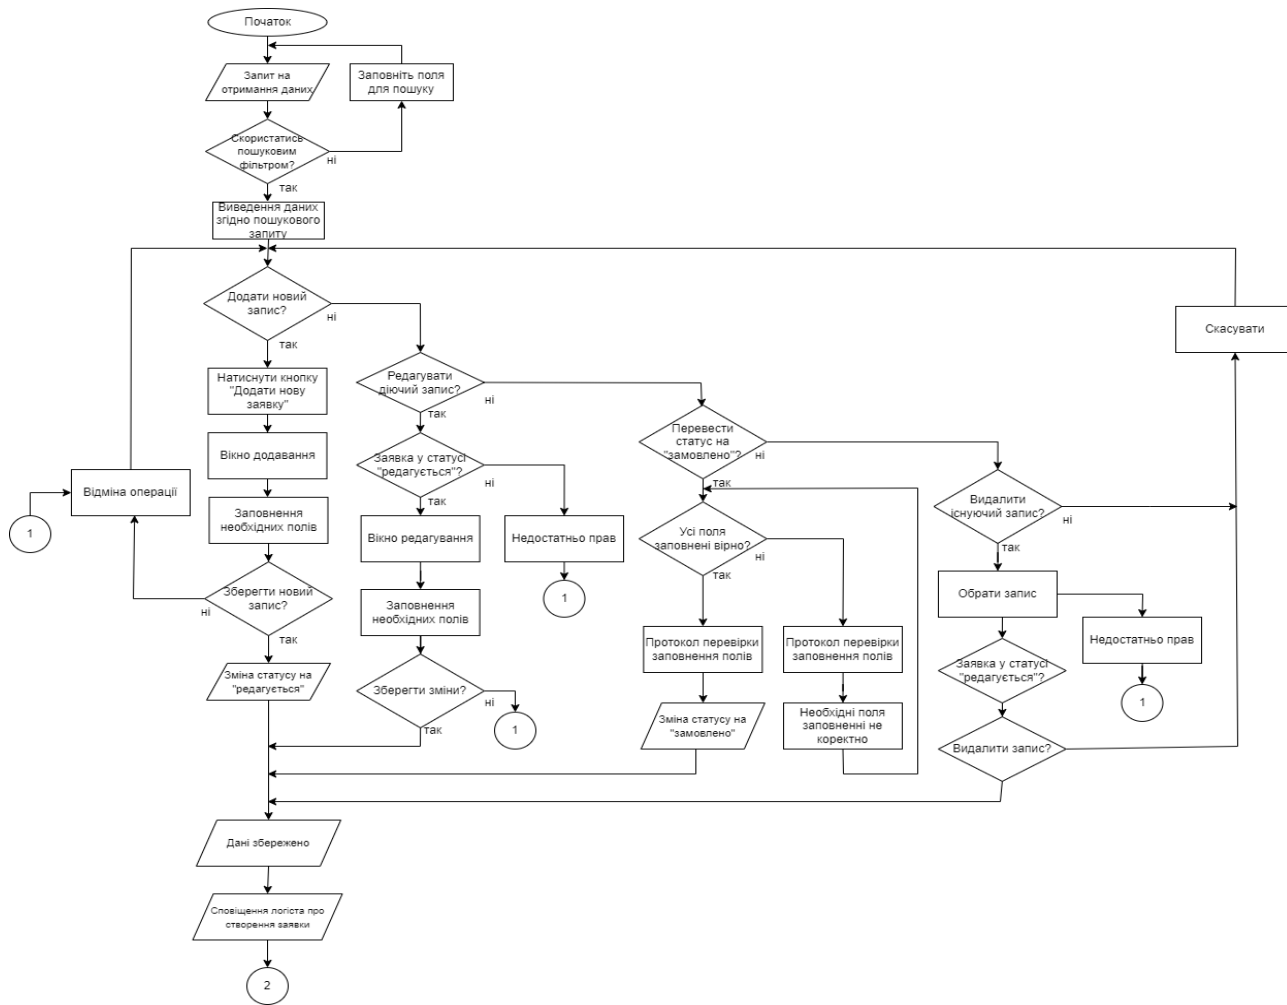 Початок
Запит на
отримання даних
Заповніть поля
для пошуку
Скористатись
пошуковим
фільтром?
ні
так
Виведення даних
згідно пошукового
запиту
Додати новий
запис?
ні
так
Скасувати
Натиснути кнопку
"Додати нову
заявку"
Редагувати
діючий запис?
ні
так
Перевести
статус на
"замовлено"?
ні
так
Вікно додавання
Заявка у статусі
"редагується"?
ні
так
Відміна операції
1
Заповнення
необхідних полів
Вікно редагування
Недостатньо прав
1
Усі поля
заповнені вірно?
ні
так
Видалити
існуючий запис?
ні
так
Зберегти новий
запис?
ні
так
Заповнення
необхідних полів
Обрати запис
Протокол перевірки
заповнення полів
Протокол перевірки
заповнення полів
Недостатньо прав
1
Зміна статусу на
"редагується"
Зберегти зміни?
ні
так
1
Заявка у статусі
"редагується"?
Зміна статусу на
"замовлено"
Необхідні поля
заповненні не
коректно
Видалити запис?
Дані збережено
Сповіщення логіста про
створення заявки
2